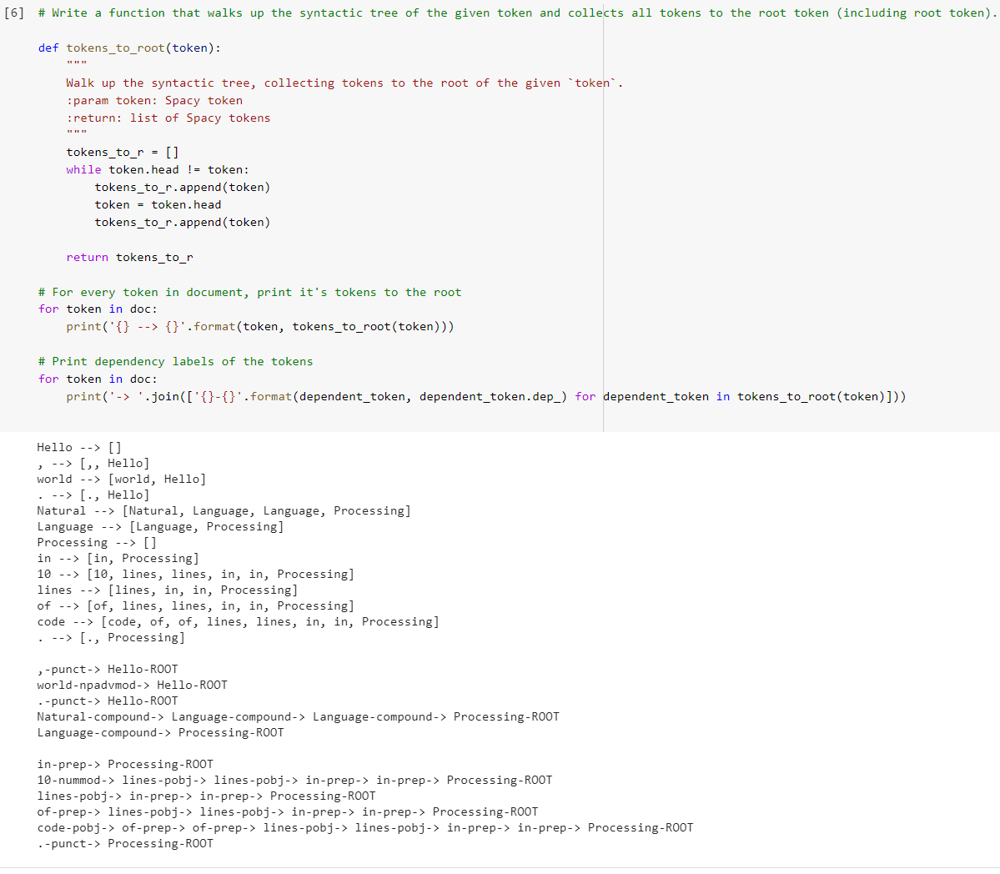 [6] # Write a function that walks up the syntactic tree of the given token and collects all tokens to the root token (including root token).
def tokens_to_root(token):
"""
Walk up the syntactic tree, collecting tokens to the root of the given `token`.
:param token: Spacy token
:return: list of Spacy tokens
"""
tokens_to_r = []
while token.head != token:
tokens_to_r.append(token)
token = token.head
tokens_to_r.append(token)
return tokens_to_r
# For every token in document, print it's tokens to the root
for token in doc:
print('{} --> {}'.format(token, tokens_to_root(token)))
# Print dependency labels of the tokens
for token in doc:
print('-> '.join(['{}-{}'.format(dependent_token, dependent_token.dep_) for dependent_token in tokens_to_root(token)]))
Hello --> []
, --> [,, Hello]
world --> [world, Hello]
. --> [., Hello]
Natural --> [Natural, Language, Language, Processing]
Language --> [Language, Processing]
Processing --> []
in --> [in, Processing]
10 --> [10, lines, lines, in, in, Processing]
lines --> [lines, in, in, Processing]
of --> [of, lines, lines, in, in, Processing]
code --> [code, of, of, lines, lines, in, in, Processing]
. --> [., Processing]
,-punct-> Hello-ROOT
world-npadvmod-> Hello-ROOT
.-punct-> Hello-ROOT
Natural-compound-> Language-compound-> Language-compound-> Processing-ROOT
Language-compound-> Processing-ROOT
in-prep-> Processing-ROOT
10-nummod-> lines-pobj-> lines-pobj-> in-prep-> in-prep-> Processing-ROOT
lines-pobj-> in-prep-> in-prep-> Processing-ROOT
of-prep-> lines-pobj-> lines-pobj-> in-prep-> in-prep-> Processing-ROOT
code-pobj-> of-prep-> of-prep-> lines-pobj-> lines-pobj-> in-prep-> in-prep-> Processing-ROOT
.-punct-> Processing-ROOT